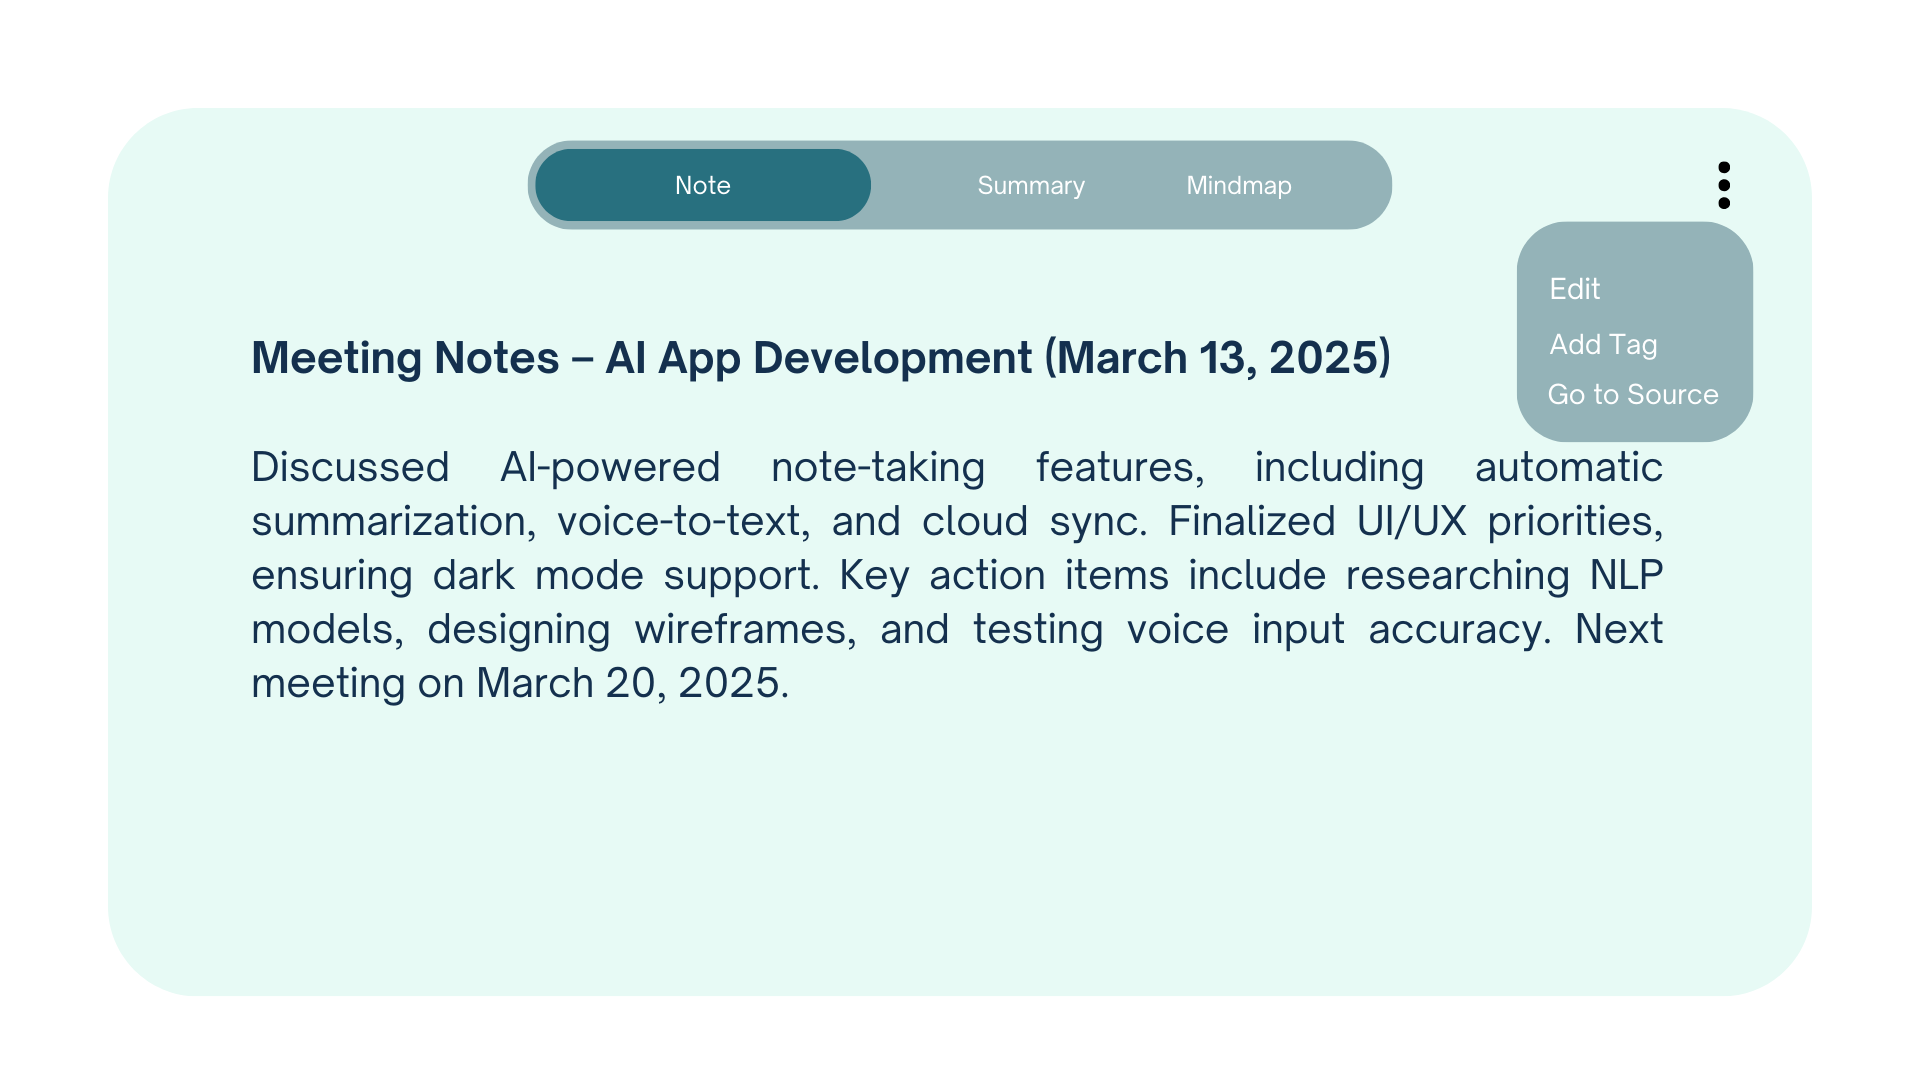 Note
Summary
Mindmap
Edit
Add Tag
Go to Source
Meeting Notes – AI App Development (March 13, 2025)
Discussed AI-powered note-taking features, including automatic
summarization, voice-to-text, and cloud sync. Finalized UI/UX priorities,
ensuring dark mode support. Key action items include researching NLP
models, designing wireframes, and testing voice input accuracy. Next
meeting on March 20, 2025.